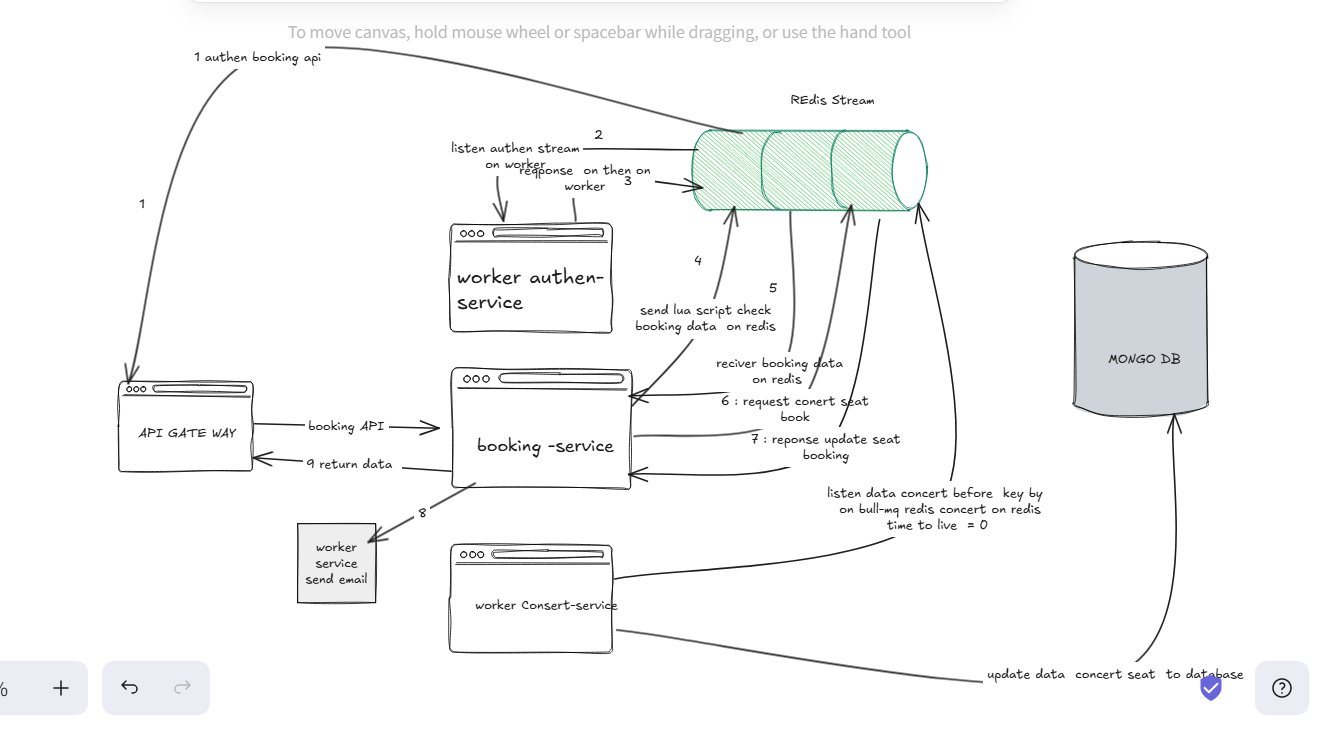 To move canvas, hold mouse wheel or spacebar while dragging, or use the hand tool
1 authen booking api
REdis Stream
2
listen authen stream
on worker
reqponse on then on
worker
3
1
worker authen-
service
4
5
send lua script check
booking data on redis
MONGO DB
reciver booking data
on redis
6 : request conert seat
book
API GATE WAY
booking API
booking -service
7 : reponse update seat
booking
9 return data
listen data concert before key by
on bull-mq redis concert on redis
time to live = 0
8
worker
service
send email
worker Consert-service
update data concert seat to database
%